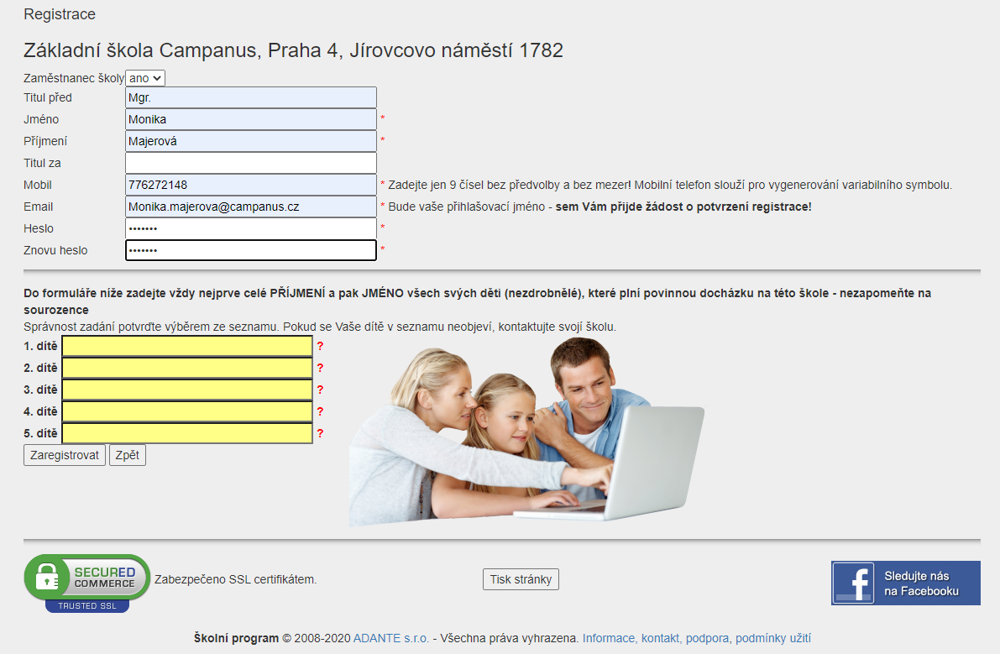 Registrace
Základní škola Campanus, Praha 4, Jírovcovo náměstí 1782
Zaměstnanec školy ano
Titul před Mgr.
Jméno Monika *
Příjmení Majerová *
Titul za
Mobil 776272148 * Zadejte jen 9 čísel bez předvolby a bez mezer! Mobilní telefon slouží pro vygenerování variabilního symbolu.
Email Monika.majerova@campanus.cz * Bude vaše přihlašovací jméno - sem Vám přijde žádost o potvrzení registrace!
Heslo ••••••• *
Znovu heslo ••••••• *
Do formuláře níže zadejte vždy nejprve celé PŘÍJMENÍ a pak JMÉNO všech svých děti (nezdrobnělé), které plní povinnou docházku na této škole - nezapomeňte na
sourozence
Správnost zadání potvrďte výběrem ze seznamu. Pokud se Vaše dítě v seznamu neobjeví, kontaktujte svojí školu.
1. dítě ?
2. dítě ?
3. dítě ?
4. dítě ?
5. dítě ?
Zaregistrovat Zpět
SECURED
COMMERCE
TRUSTED SSL
Zabezpečeno SSL certifikátem.
Tisk stránky
f
Sledujte nás
na Facebooku
Školní program © 2008-2020 ADANTE s.r.o. - Všechna práva vyhrazena. Informace, kontakt, podpora, podmínky užití